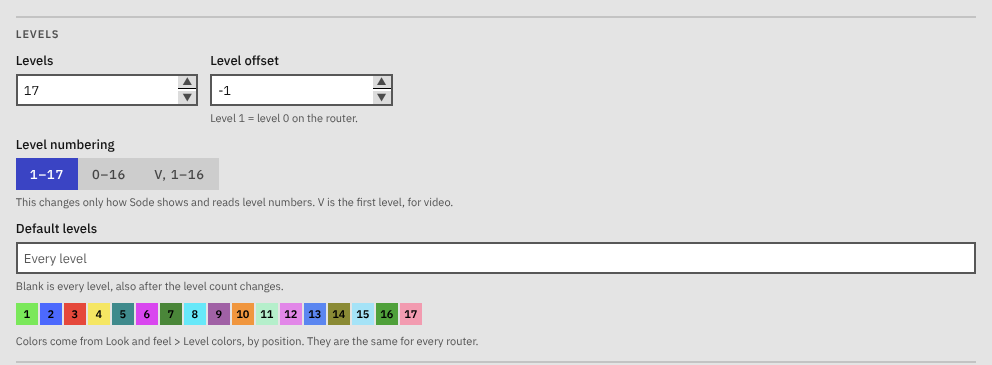 LEVELS
Levels Level offset
17 -1
Level 1 = level 0 on the router.
Level numbering
1–17 0–16 V, 1–16
This changes only how Sode shows and reads level numbers. V is the first level, for video.
Default levels
Every level
Blank is every level, also after the level count changes.
1 2 3 4 5 6 7 8 9 10 11 12 13 14 15 16 17
Colors come from Look and feel > Level colors, by position. They are the same for every router.